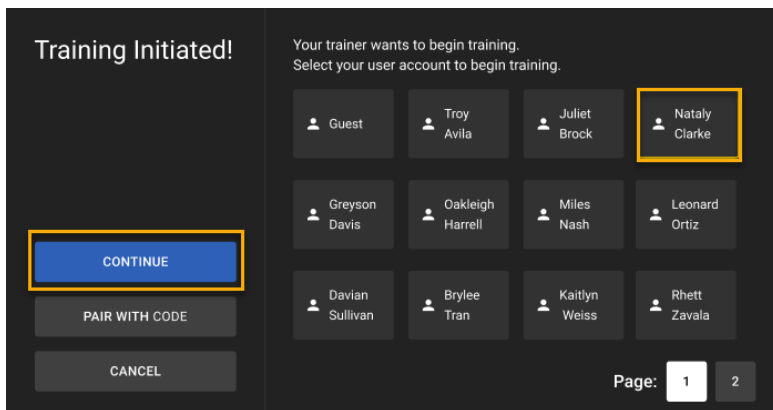 Training Initiated!
CONTINUE
PAIR WITH CODE
CANCEL
Your trainer wants to begin training.
Select your user account to begin training.
Guest
Troy
Avila
Juliet
Brock
Nataly
Clarke
Greyson
Davis
Oakleigh
Harrell
Miles
Nash
Leonard
Ortiz
Davian
Sullivan
Brylee
Tran
Kaitlyn
Weiss
Rhett
Zavala
Page: 1 2